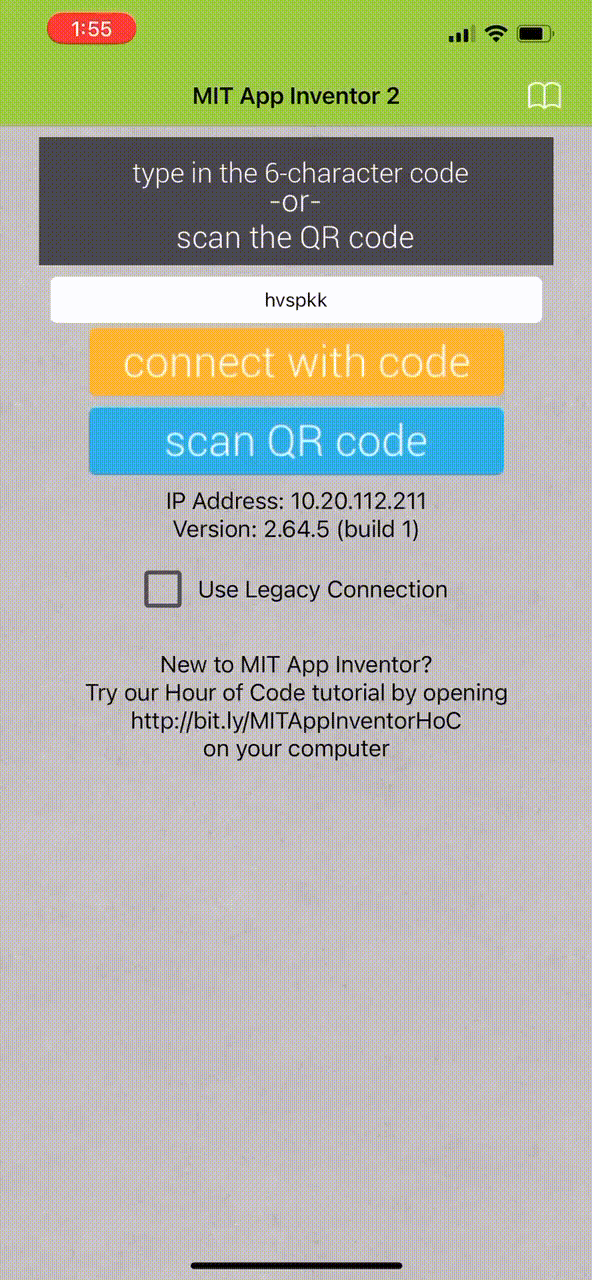 1:55
MIT App Inventor 2
type in the 6-character code
-or-
scan the QR code
hvspkk
connect with code
scan QR code
IP Address: 10.20.112.211
Version: 2.64.5 (build 1)
Use Legacy Connection
New to MIT App Inventor?
Try our Hour of Code tutorial by opening
http://bit.ly/MITAppInventorHoC
on your computer